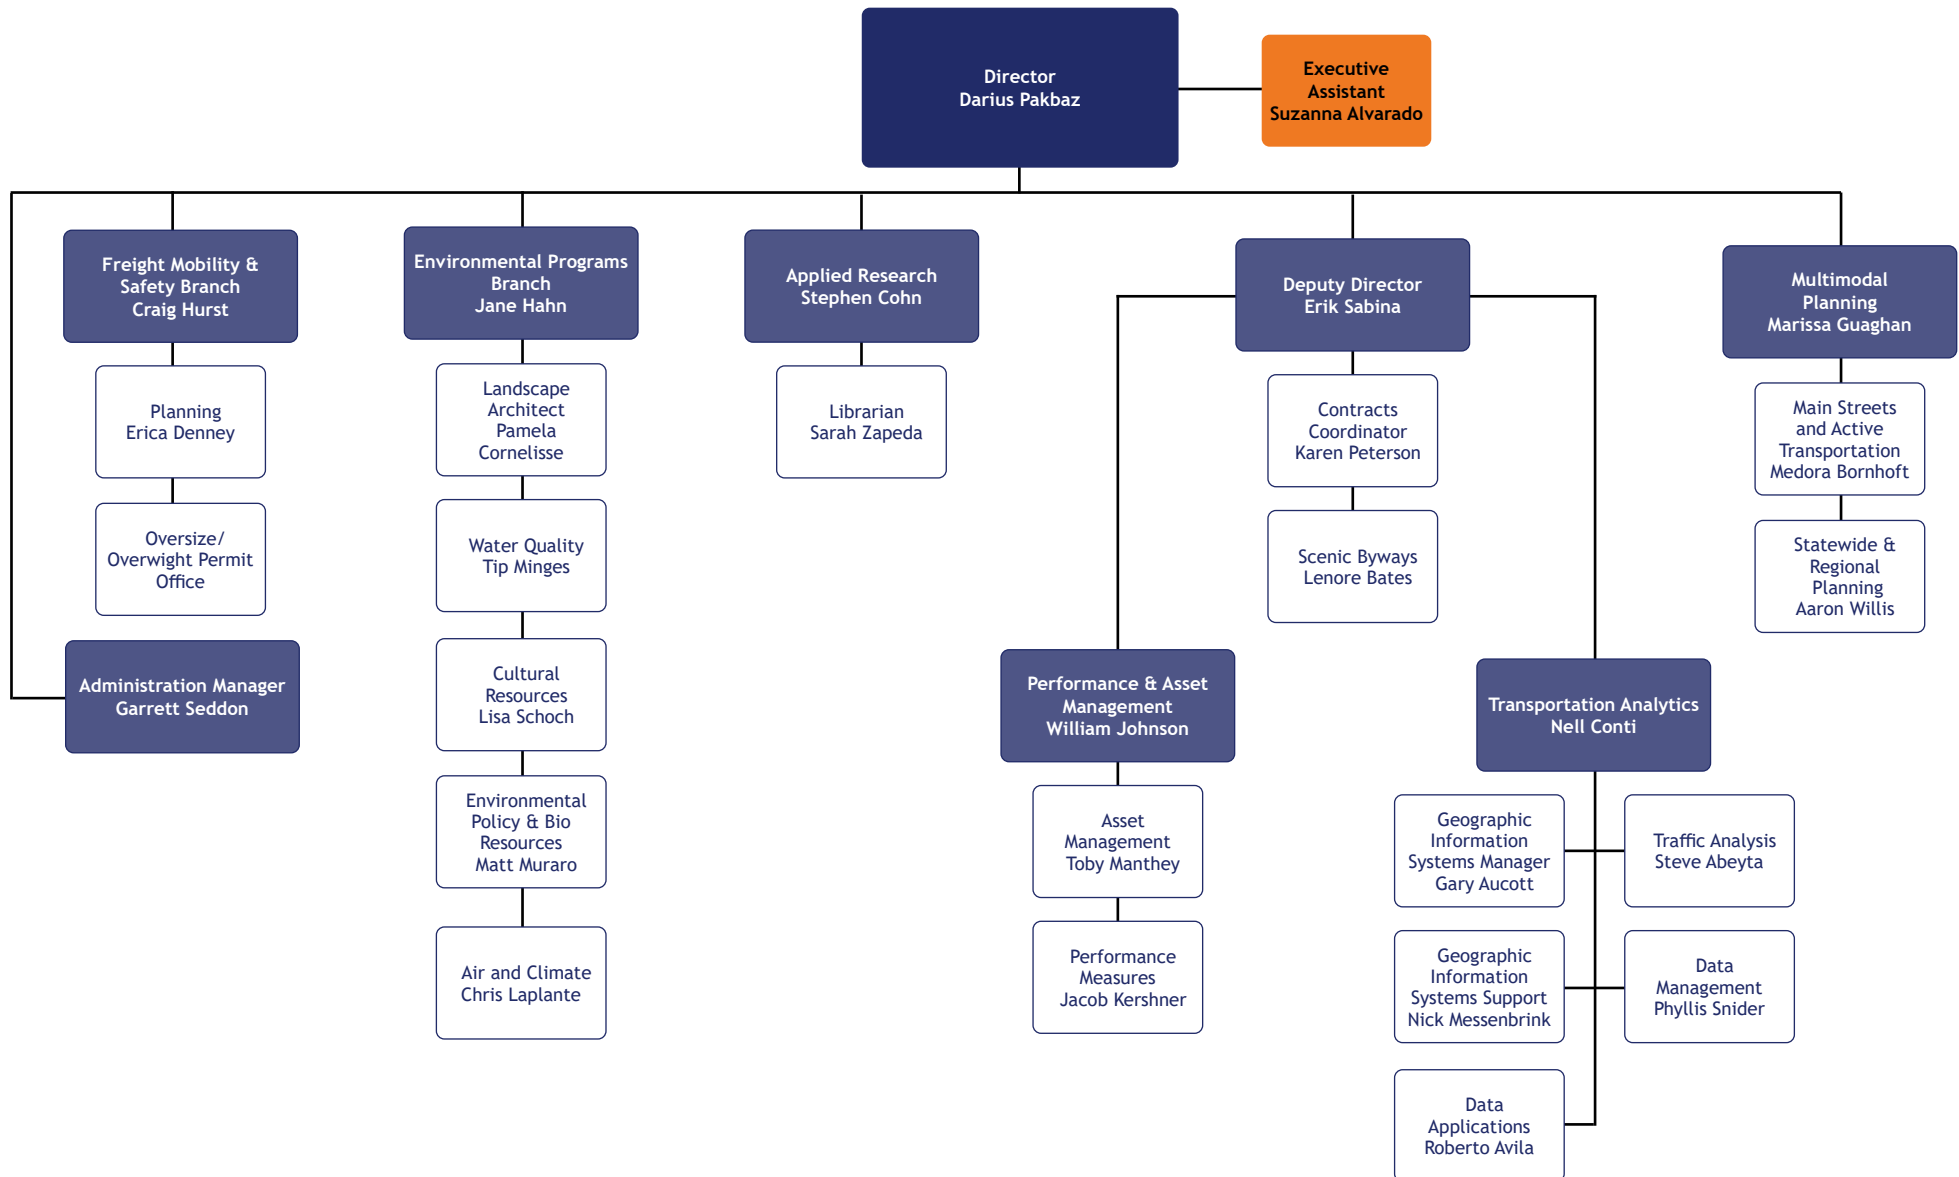 Director
Darius Pakbaz
Executive
Assistant
Suzanna Alvarado
Freight Mobility &
Safety Branch
Craig Hurst
Planning
Erica Denney
Oversize/
Overwight Permit
Office
Administration Manager
Garrett Seddon
Environmental Programs
Branch
Jane Hahn
Landscape
Architect
Pamela
Cornelisse
Water Quality
Tip Minges
Cultural
Resources
Lisa Schoch
Environmental
Policy & Bio
Resources
Matt Muraro
Air and Climate
Chris Laplante
Applied Research
Stephen Cohn
Librarian
Sarah Zapeda
Deputy Director
Erik Sabina
Contracts
Coordinator
Karen Peterson
Scenic Byways
Lenore Bates
Performance & Asset
Management
William Johnson
Asset
Management
Toby Manthey
Performance
Measures
Jacob Kershner
Transportation Analytics
Nell Conti
Geographic
Information
Systems Manager
Gary Aucott
Traffic Analysis
Steve Abeyta
Geographic
Information
Systems Support
Nick Messenbrink
Data
Management
Phyllis Snider
Data
Applications
Roberto Avila
Multimodal
Planning
Marissa Guaghan
Main Streets
and Active
Transportation
Medora Bornhoft
Statewide &
Regional
Planning
Aaron Willis